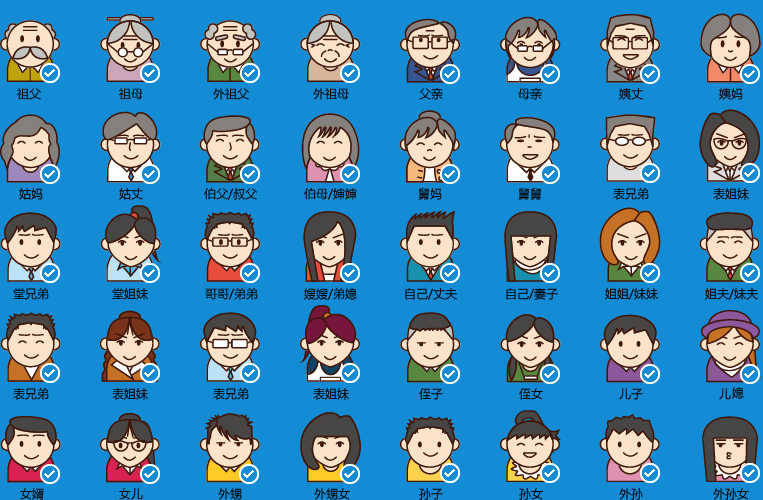 祖父 祖母 外祖父 外祖母 父亲 母亲 姨丈 姨妈
姑妈 姑丈 伯父/叔父 伯母/婶婶 舅妈 舅舅 表兄弟 表姐妹
堂兄弟 堂姐妹 哥哥/弟弟 嫂嫂/弟媳 自己/丈夫 自己/妻子 姐姐/妹妹 姐夫/妹夫
表兄弟 表姐妹 表兄弟 表姐妹 侄子 侄女 儿子 儿媳
女婿 女儿 外甥 外甥女 孙子 孙女 外孙 外孙女